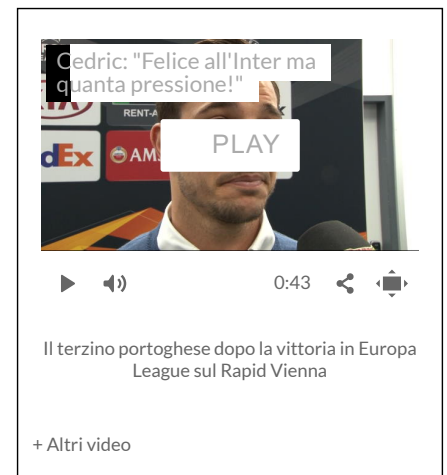 Cedric: "Felice all'Inter ma
quanta pressione!"
RENT-A
dEx
AM
PLAY
0:43
Il terzino portoghese dopo la vittoria in Europa
League sul Rapid Vienna
+ Altri video